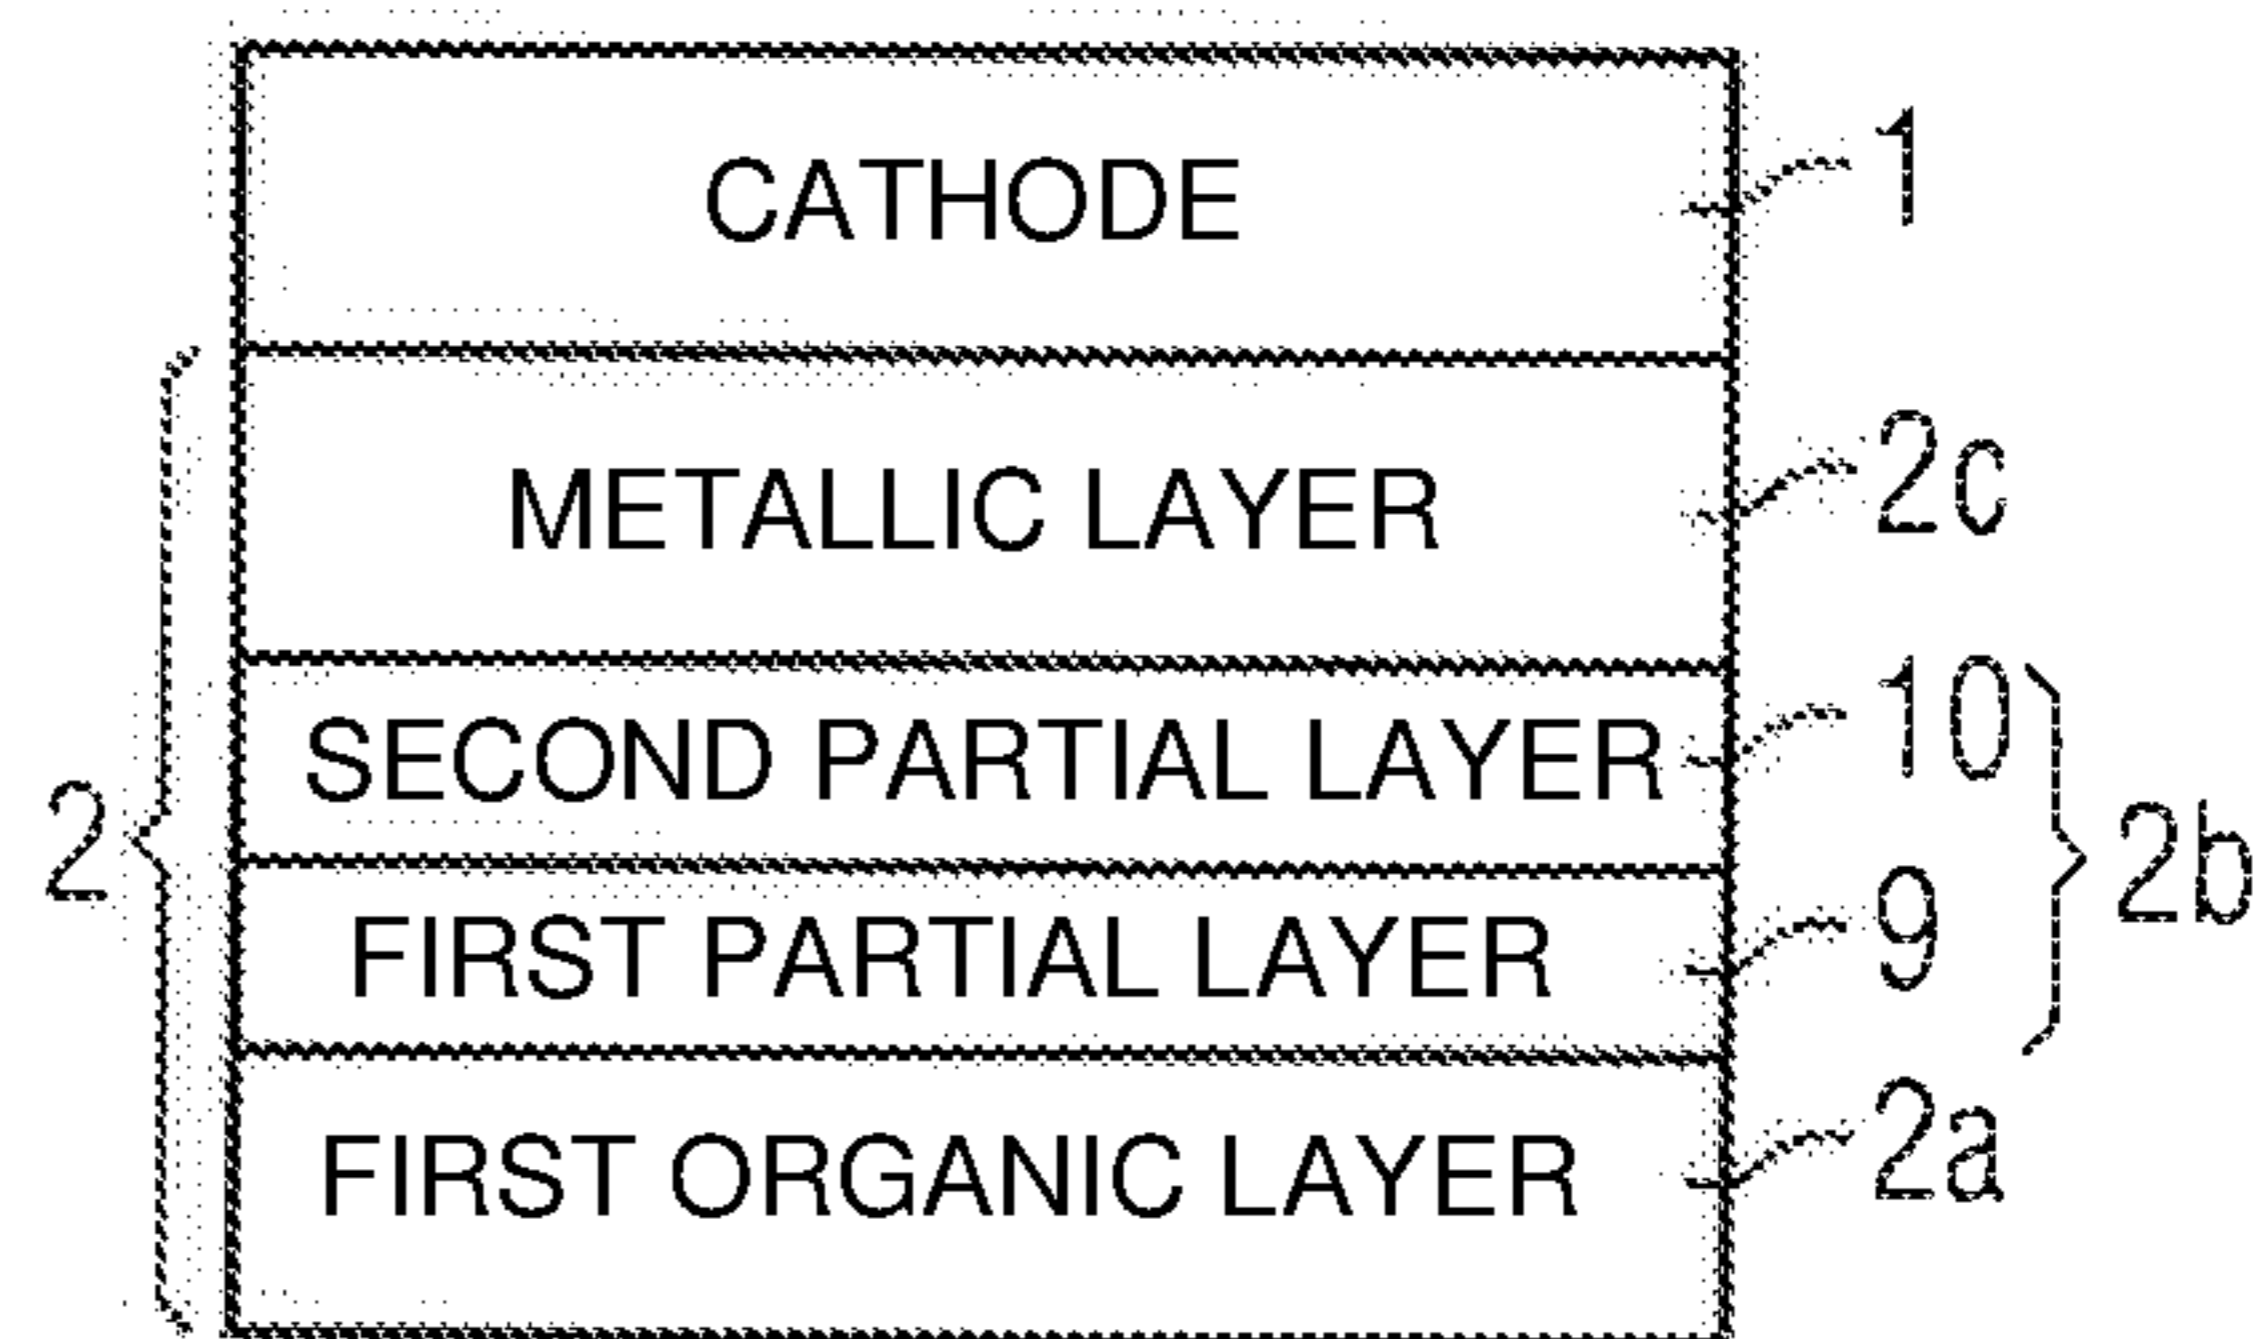 CATHODE 1
METALLIC LAYER 2c
SECOND PARTIAL LAYER 10
2 2b
FIRST PARTIAL LAYER 9
FIRST ORGANIC LAYER 2a